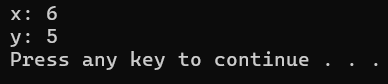 x: 6
y: 5
Press any key to continue . . .